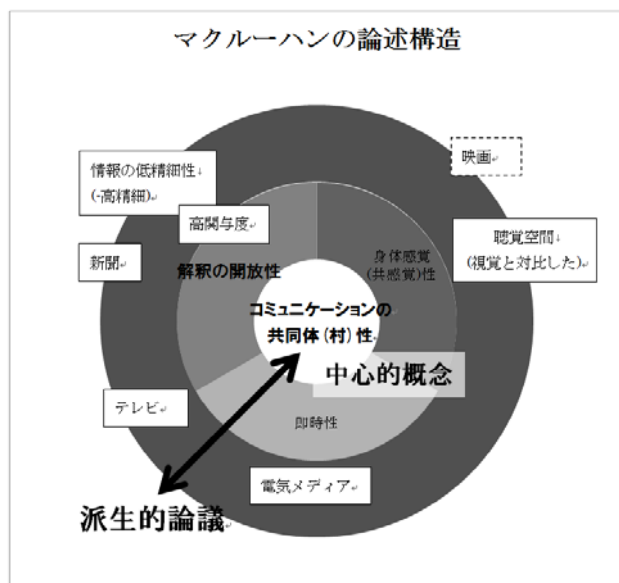 マクルーハンの論述構造
映画
情報の低精細性
(-高精細)
高関与度
聴覚空間
(視覚と対比した)
新聞
身体感覚
(共感覚)性
解釈の開放性
コミュニケーションの
共同体(村)性
中心的概念
テレビ
即時性
電気メディア
派生的論議